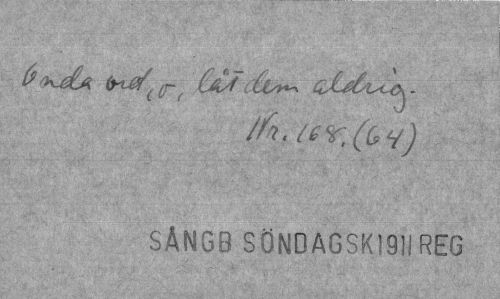 Onda ord, o, låt dem aldrig.
Nr. 168. (64)
SÅNGB SÖNDAGSK 1911 REG